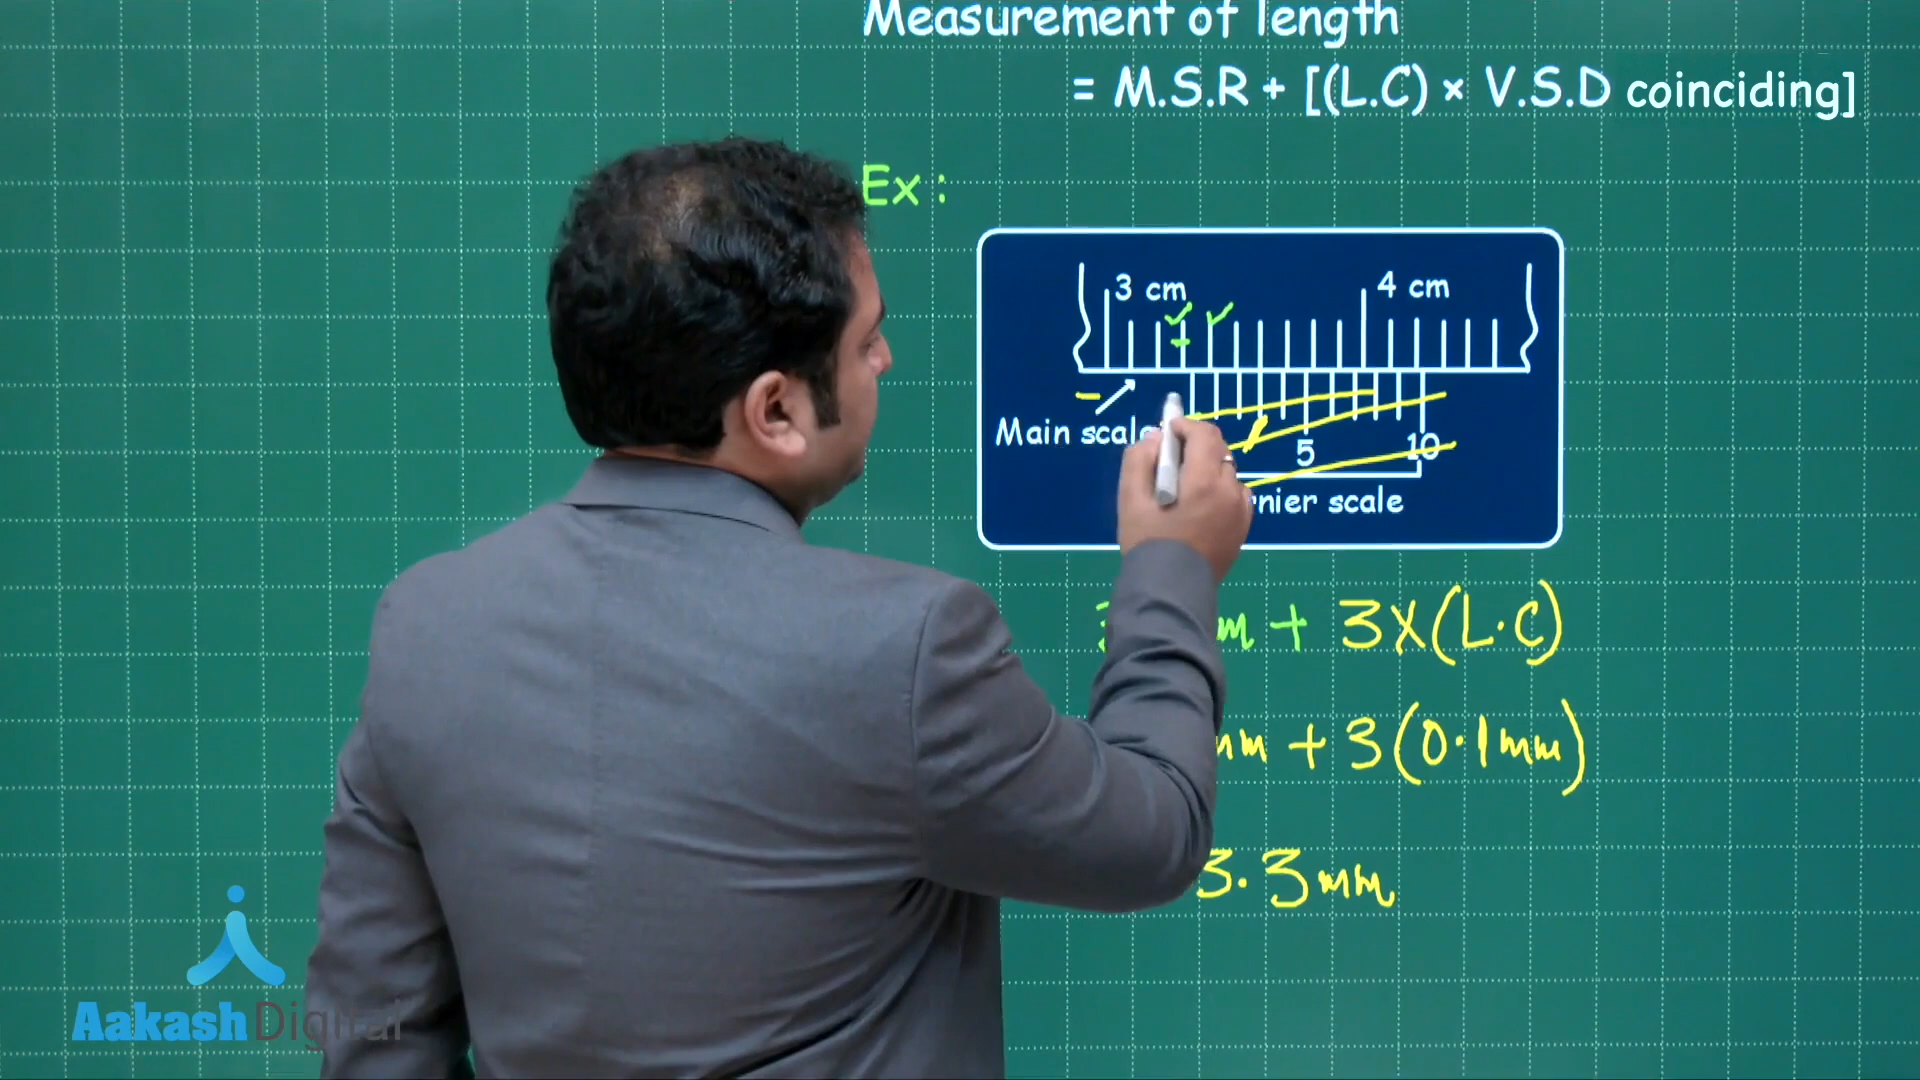 Measurement of length
= M.S.R + [(L.C) × V.S.D coinciding]
Ex :
3 cm 4 cm
Main scale
5 10
scale
m + 3×(L.C)
mm + 3(0.1mm)
3.3mm
Aakash Digital